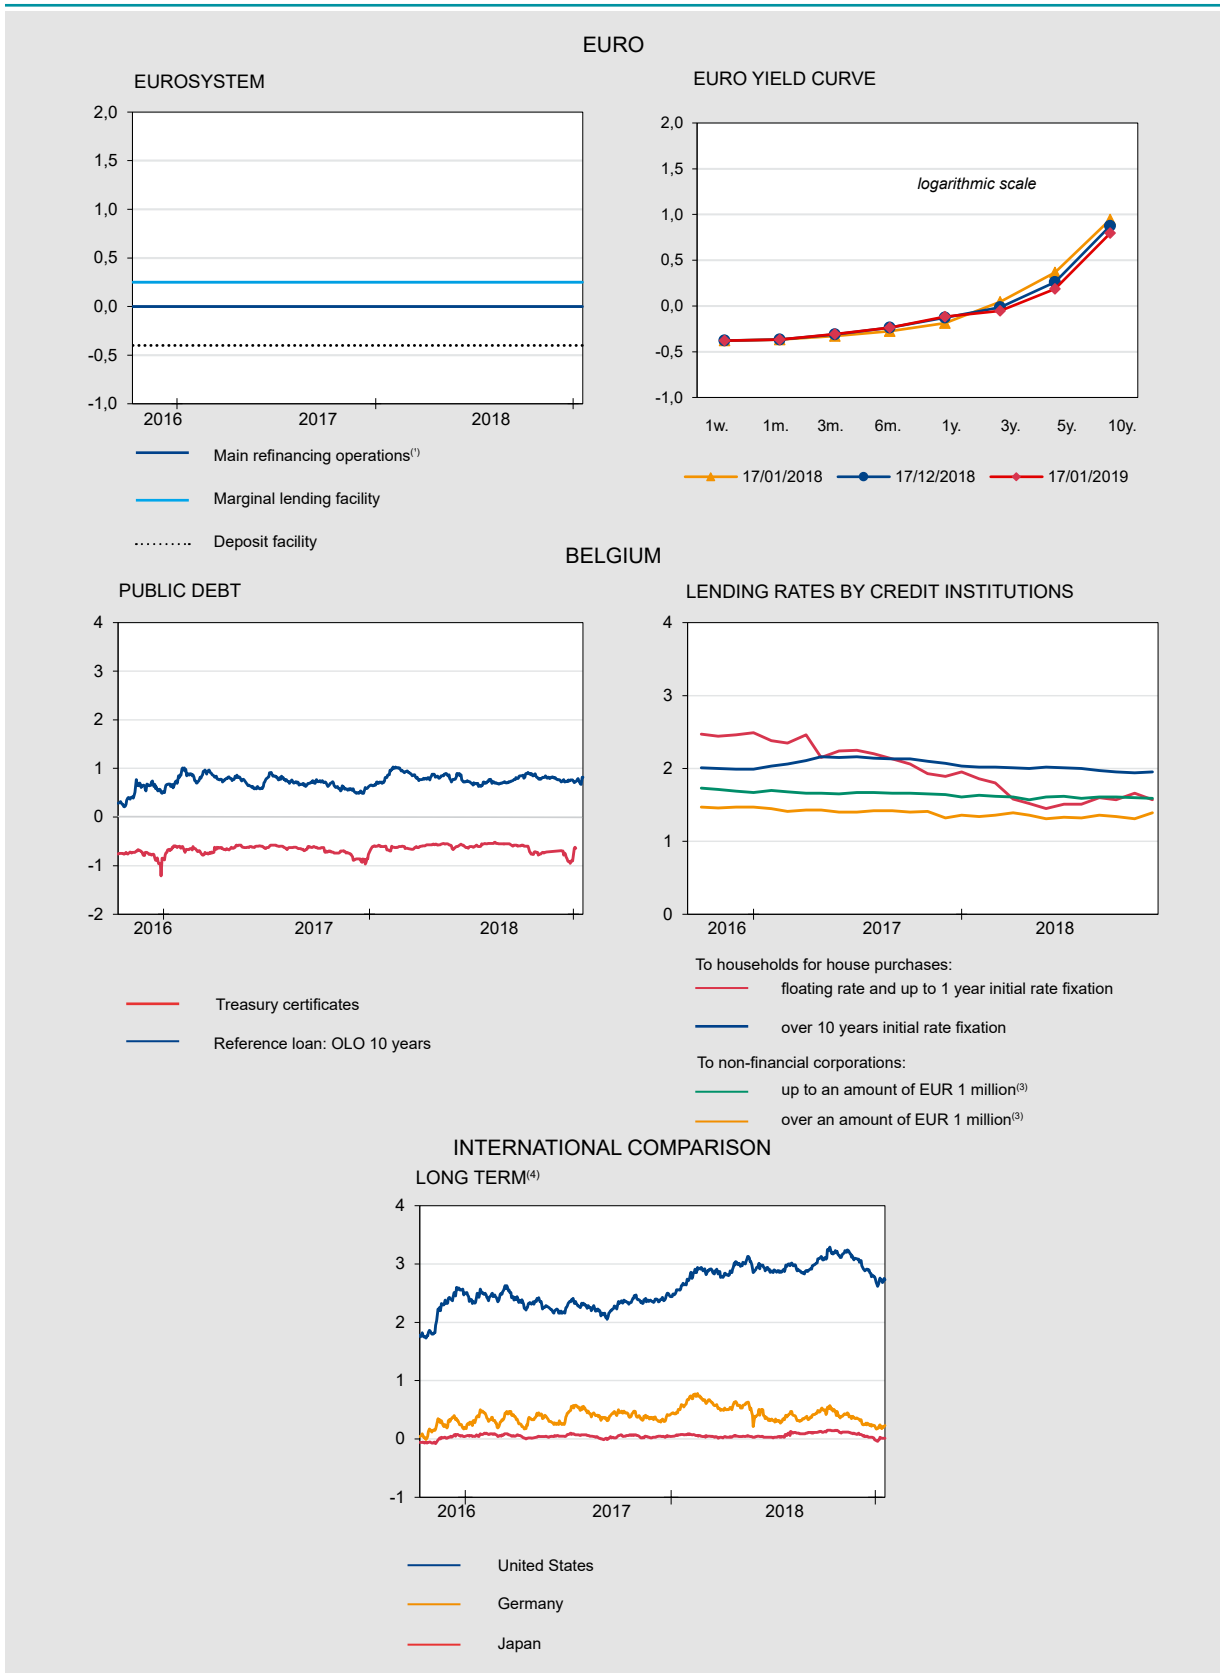 EURO
EUROSYSTEM
2,0
1,5
1,0
0,5
0,0
-0,5
-1,0
2016 2017 2018
Main refinancing operations(1)
Marginal lending facility
Deposit facility
EURO YIELD CURVE
2,0
1,5
1,0
0,5
0,0
-0,5
-1,0
logarithmic scale
1w. 1m. 3m. 6m. 1y. 3y. 5y. 10y.
17/01/2018 17/12/2018 17/01/2019
BELGIUM
PUBLIC DEBT
4
3
2
1
0
-1
-2
2016 2017 2018
Treasury certificates
Reference loan: OLO 10 years
LENDING RATES BY CREDIT INSTITUTIONS
4
3
2
1
0
2016 2017 2018
To households for house purchases:
floating rate and up to 1 year initial rate fixation
over 10 years initial rate fixation
To non-financial corporations:
up to an amount of EUR 1 million(3)
over an amount of EUR 1 million(3)
INTERNATIONAL COMPARISON
LONG TERM(4)
4
3
2
1
0
-1
2016 2017 2018
United States
Germany
Japan